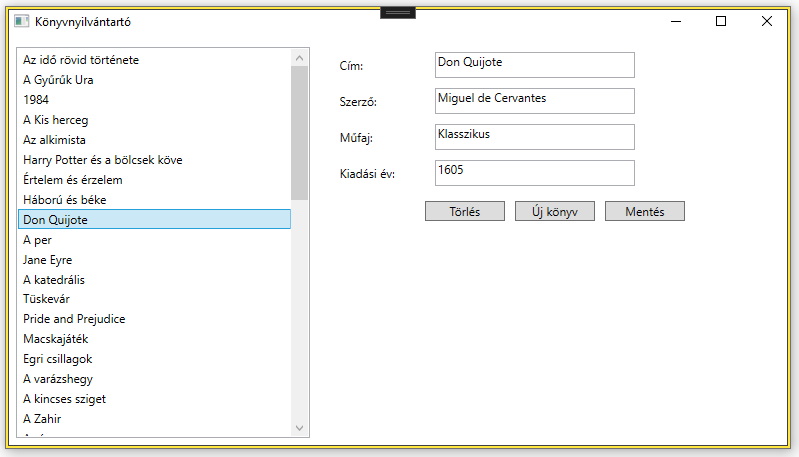 Könyvnyilvántartó
Az idő rövid története
A Gyűrűk Ura
1984
A Kis herceg
Az alkimista
Harry Potter és a bölcsek köve
Értelem és érzelem
Háború és béke
Don Quijote
A per
Jane Eyre
A katedrális
Tüskevár
Pride and Prejudice
Macskajáték
Egri csillagok
A varázshegy
A kincses sziget
A Zahir
Cím:
Don Quijote
Szerző:
Miguel de Cervantes
Műfaj:
Klasszikus
Kiadási év:
1605
Törlés
Új könyv
Mentés